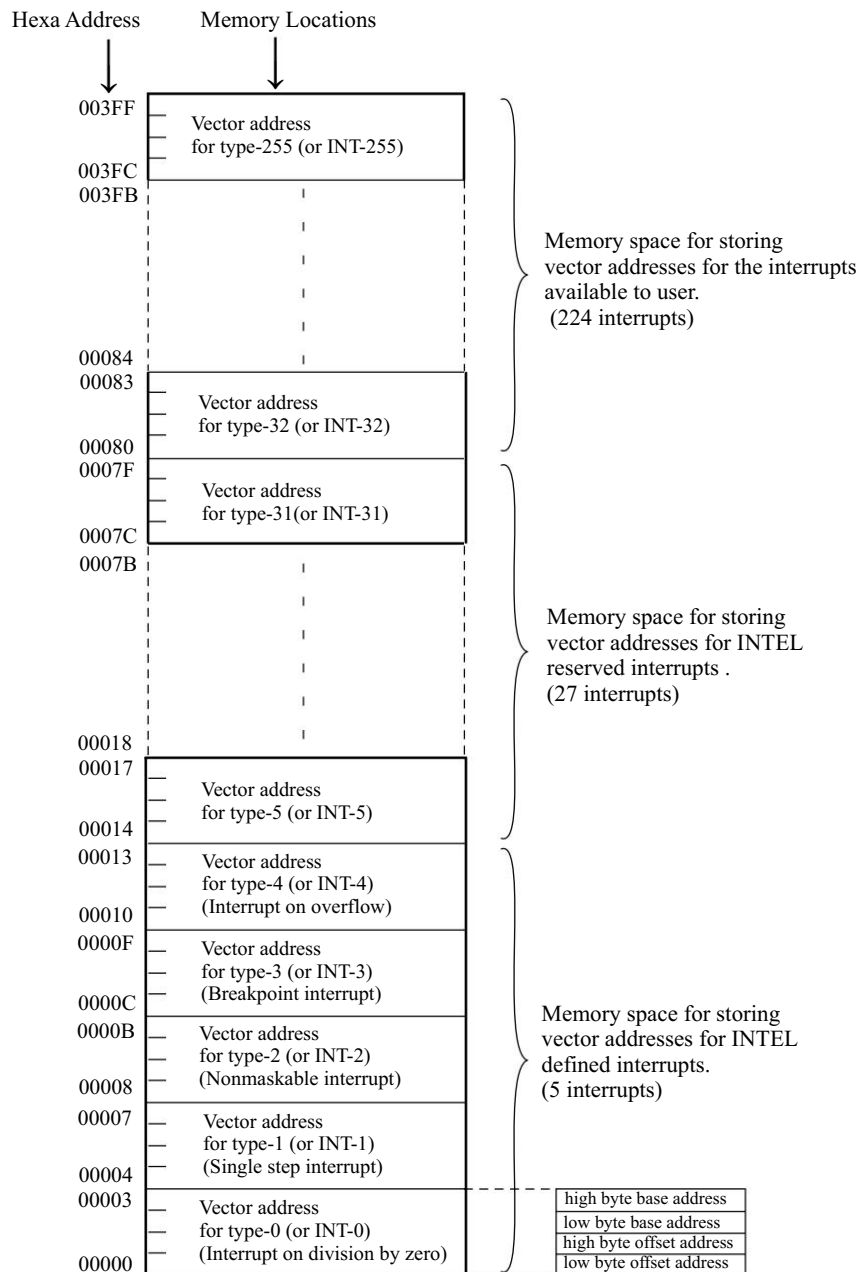 Hexa Address
Memory Locations
003FF
Vector address
for type-255 (or INT-255)
003FC
003FB
Memory space for storing
vector addresses for the interrupts
available to user.
(224 interrupts)
00084
00083
Vector address
for type-32 (or INT-32)
00080
0007F
Vector address
for type-31(or INT-31)
0007C
0007B
Memory space for storing
vector addresses for INTEL
reserved interrupts .
(27 interrupts)
00018
00017
Vector address
for type-5 (or INT-5)
00014
00013
Vector address
for type-4 (or INT-4)
(Interrupt on overflow)
00010
0000F
Vector address
for type-3 (or INT-3)
(Breakpoint interrupt)
0000C
0000B
Vector address
for type-2 (or INT-2)
(Nonmaskable interrupt)
00008
Memory space for storing
vector addresses for INTEL
defined interrupts.
(5 interrupts)
00007
Vector address
for type-1 (or INT-1)
(Single step interrupt)
00004
00003
Vector address
for type-0 (or INT-0)
(Interrupt on division by zero)
00000
high byte base address
low byte base address
high byte offset address
low byte offset address